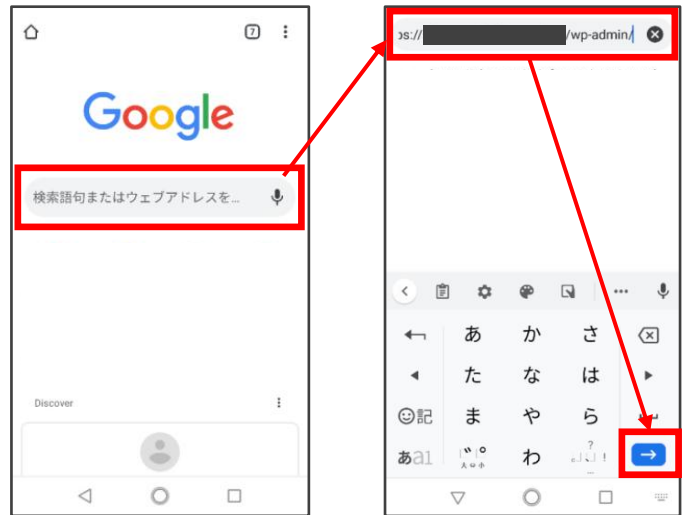 7
Google
検索語句またはウェブアドレスを...
Discover
ps://
/wp-admin/
あ か さ
た な は
☺記 ま や ら
あa1 わ